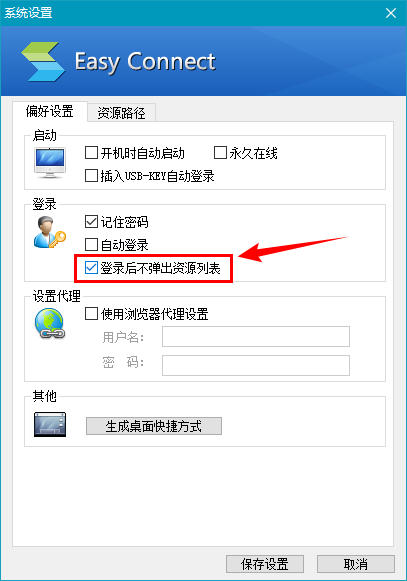 系统设置
Easy Connect
偏好设置 资源路径
启动
开机时自动启动 永久在线
插入USB-KEY自动登录
登录
记住密码
自动登录
登录后不弹出资源列表
设置代理
使用浏览器代理设置
用户名：
密 码：
其他
生成桌面快捷方式
保存设置 取消